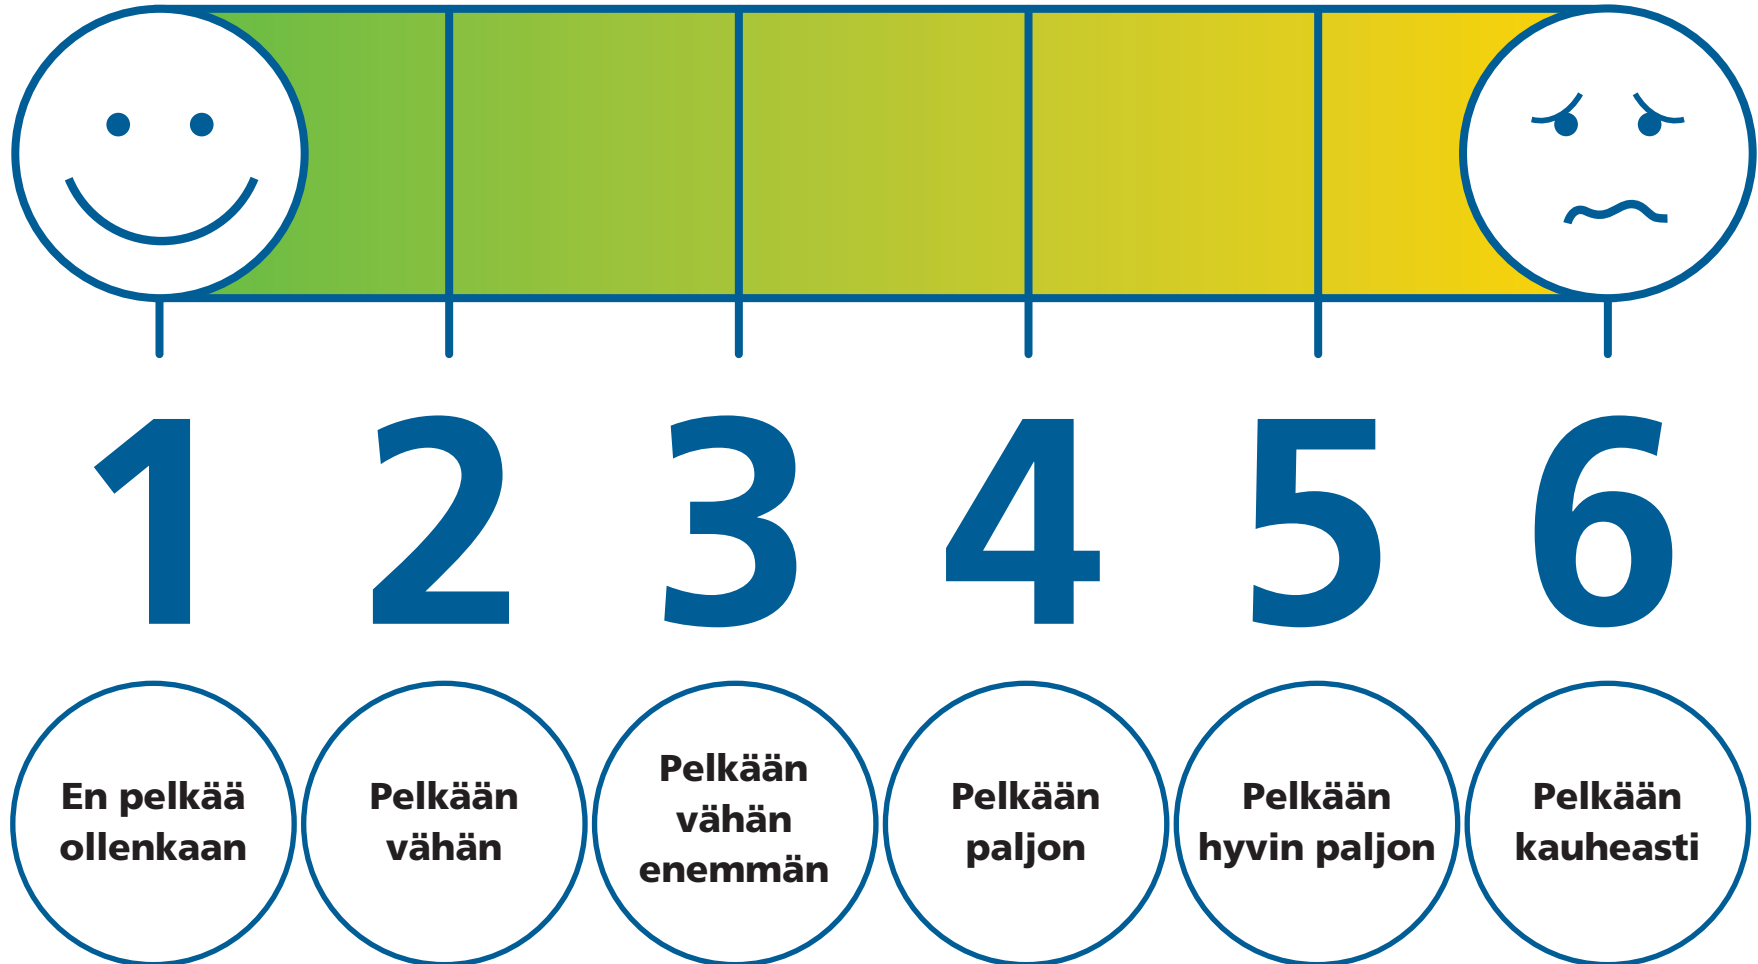 1 2 3 4 5 6
En pelkää
ollenkaan
Pelkään
vähän
Pelkään
vähän
enemmän
Pelkään
paljon
Pelkään
hyvin paljon
Pelkään
kauheasti